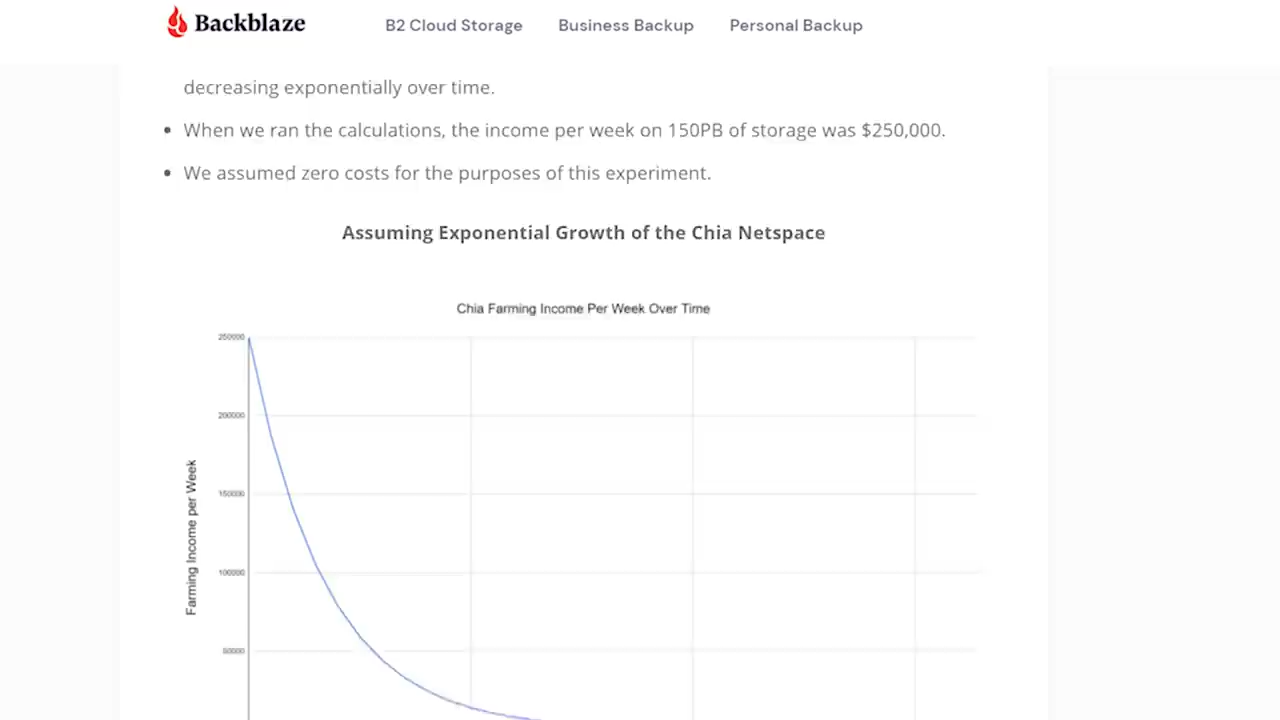 Backblaze B2 Cloud Storage Business Backup Personal Backup
decreasing exponentially over time.
• When we ran the calculations, the income per week on 150PB of storage was $250,000.
• We assumed zero costs for the purposes of this experiment.
Assuming Exponential Growth of the Chia Netspace
Chia Farming Income Per Week Over Time
250000
200000
150000
100000
50000
Farming Income per Week